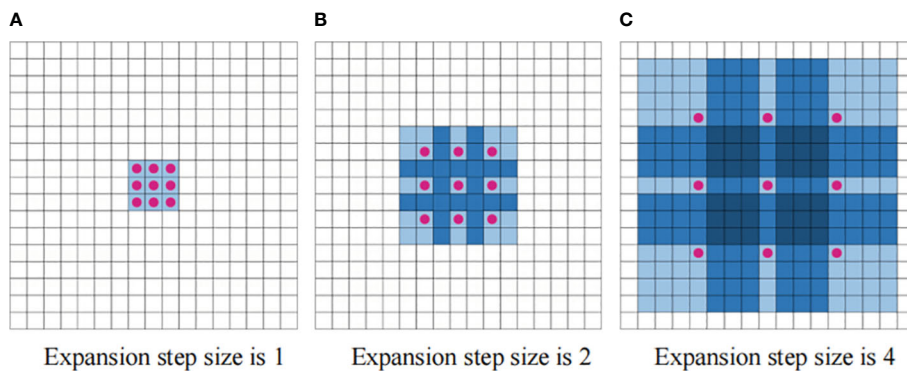 A
B
C
Expansion step size is 1
Expansion step size is 2
Expansion step size is 4